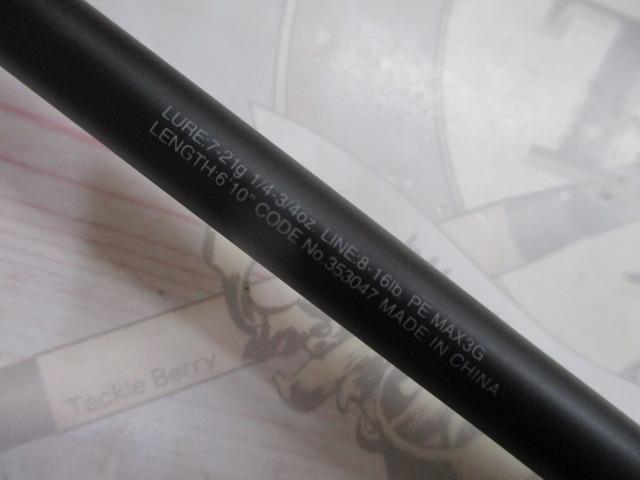 LURE:7-21g 1/4-3/4oz. LINE:8-16lb. PE MAX3G
LENGTH:6'10" CODE No.353047 MADE IN CHINA
Tackle Berry